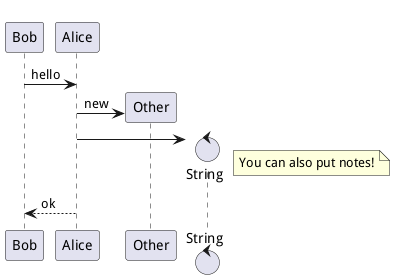 Bob Alice
hello
new Other
String
You can also put notes!
ok
Bob Alice Other String